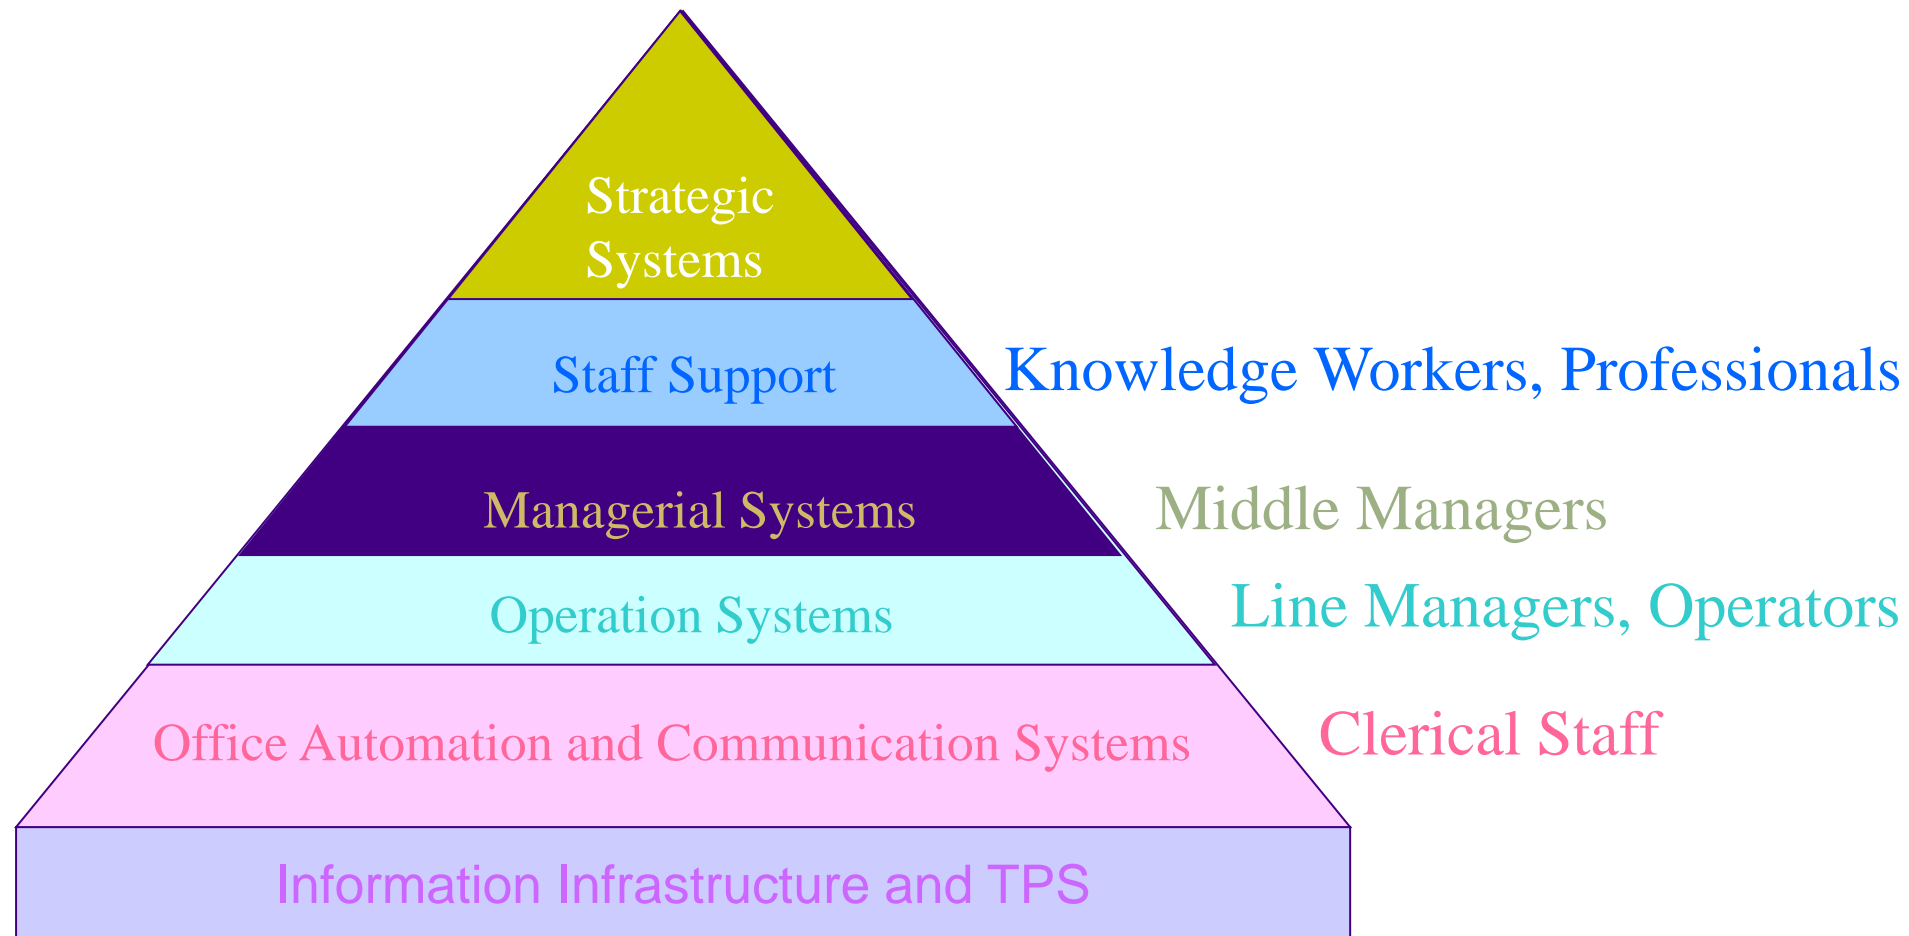 Strategic
Systems
Staff Support
Knowledge Workers, Professionals
Managerial Systems
Middle Managers
Operation Systems
Line Managers, Operators
Office Automation and Communication Systems
Clerical Staff
Information Infrastructure and TPS